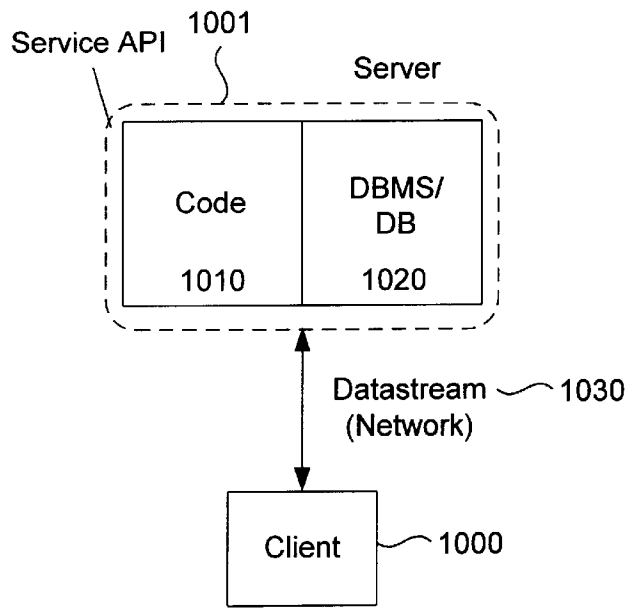 1001
Service API
Server
Code
DBMS/
DB
1010
1020
Datastream
(Network)
1030
Client
1000